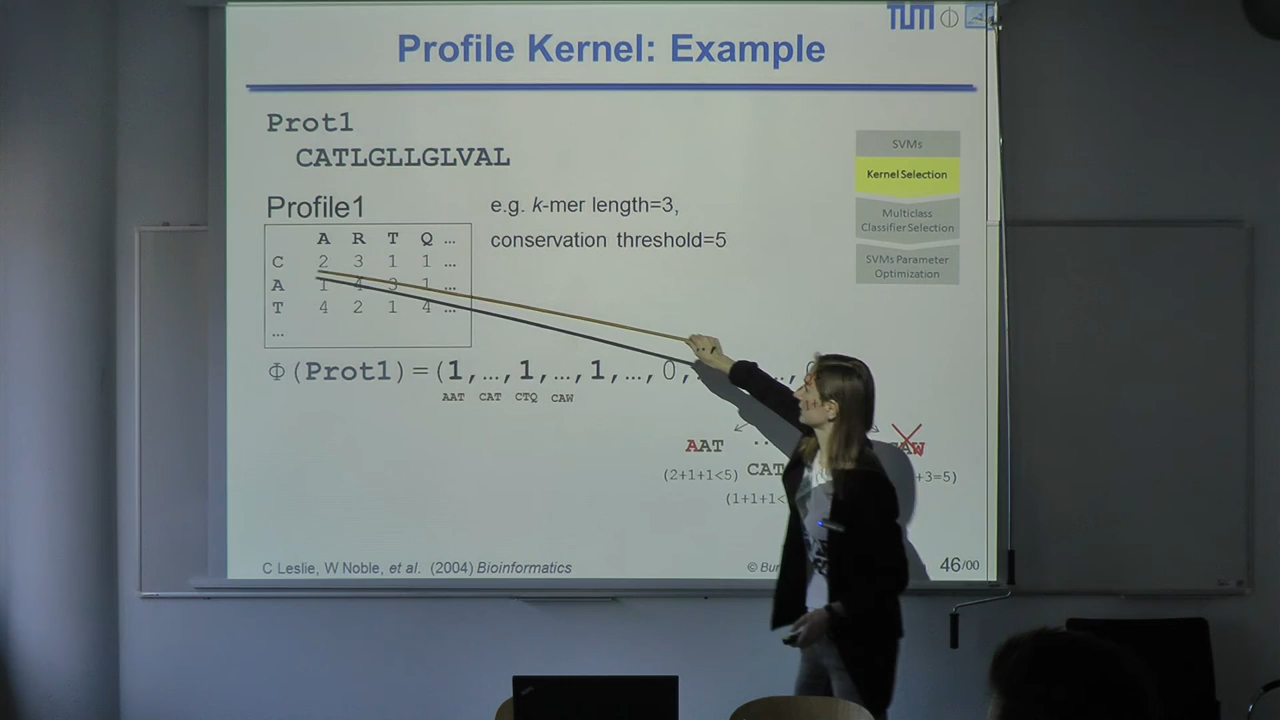 TUM
Profile Kernel: Example
Prot1
CATLGLLGLVAL
SVMs
Kernel Selection
Multiclass
Classifier Selection
SVMs Parameter
Optimization
Profile1
e.g. k-mer length=3,
conservation threshold=5
A R T Q …
C 2 3 1 1 …
A 1 4 3 1 …
T 4 2 1 4 …
…
Φ(Prot1)=(1,…,1,…,1,…,0,
AAT CAT CTQ CAW
AAT ..
(2+1+1<5) CAT +3=5)
(1+1+1<
C Leslie, W Noble, et al. (2004) Bioinformatics
© 46/00